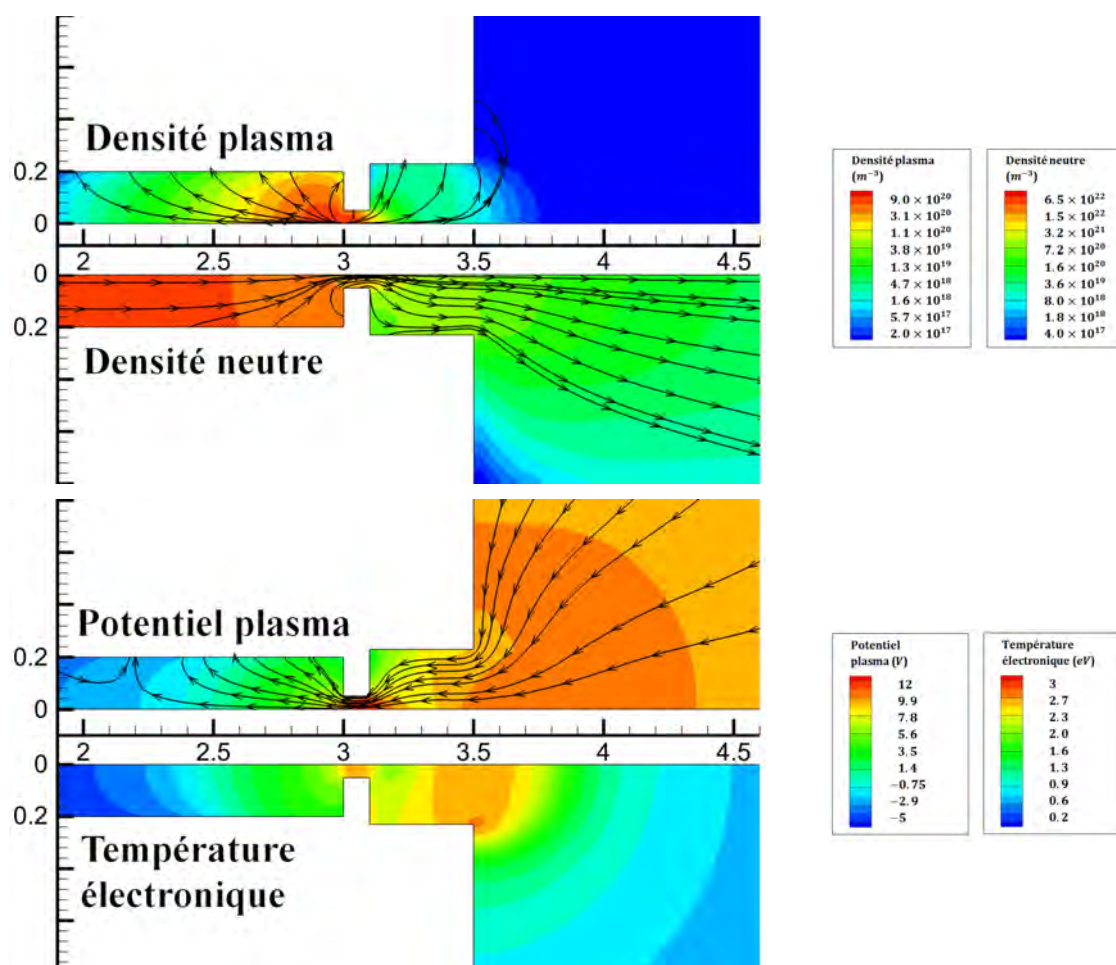 Densité plasma
0.2
0
2 2.5 3 3.5 4 4.5
0
0.2
Densité neutre
Densité plasma
(m⁻³)
9.0 × 10²⁰
3.1 × 10²⁰
1.1 × 10²⁰
3.8 × 10¹⁹
1.3 × 10¹⁹
4.7 × 10¹⁸
1.6 × 10¹⁸
5.7 × 10¹⁷
2.0 × 10¹⁷
Densité neutre
(m⁻³)
6.5 × 10²²
1.5 × 10²²
3.2 × 10²¹
7.2 × 10²⁰
1.6 × 10²⁰
3.6 × 10¹⁹
8.0 × 10¹⁸
1.8 × 10¹⁸
4.0 × 10¹⁷
Potentiel plasma
0.2
0
2 2.5 3 3.5 4 4.5
0
0.2
Température
électronique
Potentiel
plasma (V)
12
9.9
7.8
5.6
3.5
1.4
−0.75
−2.9
−5
Température
électronique (eV)
3
2.7
2.3
2.0
1.6
1.3
0.9
0.6
0.2